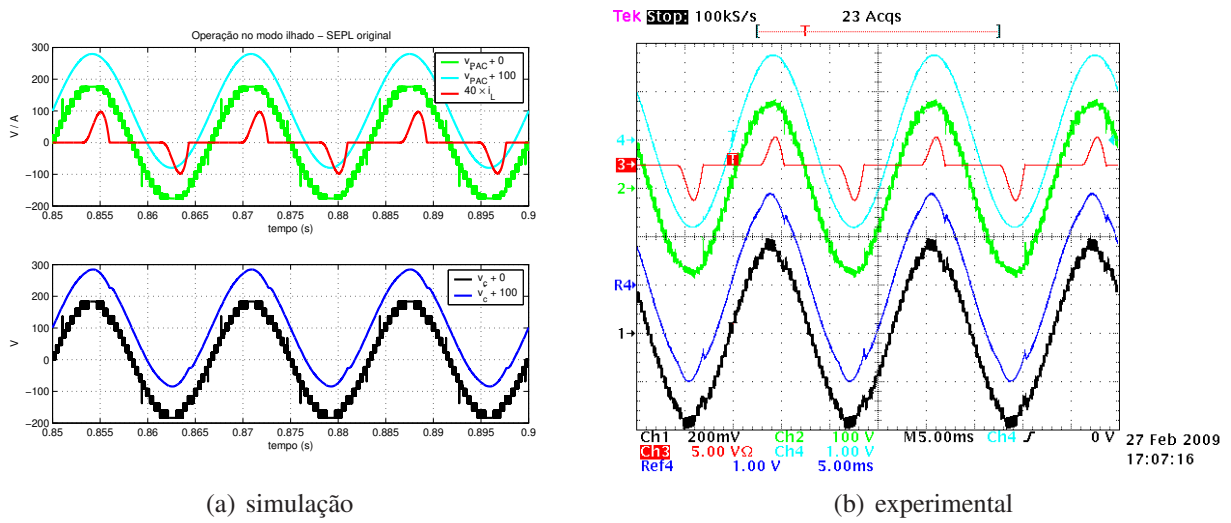 Operação no modo ilhado – SEPL original
300
200
100
0
−100
−200
V / A
vPAC + 0
vPAC + 100
40 × iL
0.85
0.855
0.86
0.865
0.87
0.875
0.88
0.885
0.89
0.895
0.9
tempo (s)
300
200
100
0
−100
−200
V
vc + 0
vc + 100
0.85
0.855
0.86
0.865
0.87
0.875
0.88
0.885
0.89
0.895
0.9
tempo (s)
(a) simulação
Tek Stop: 100kS/s 23 Acqs
T
T
4
3
2
R4
1
Ch1 200mV Ch2 100 V M5.00ms Ch4 0 V
Ch3 5.00 VΩ Ch4 1.00 V
Ref4 1.00 V 5.00ms
27 Feb 2009
17:07:16
(b) experimental